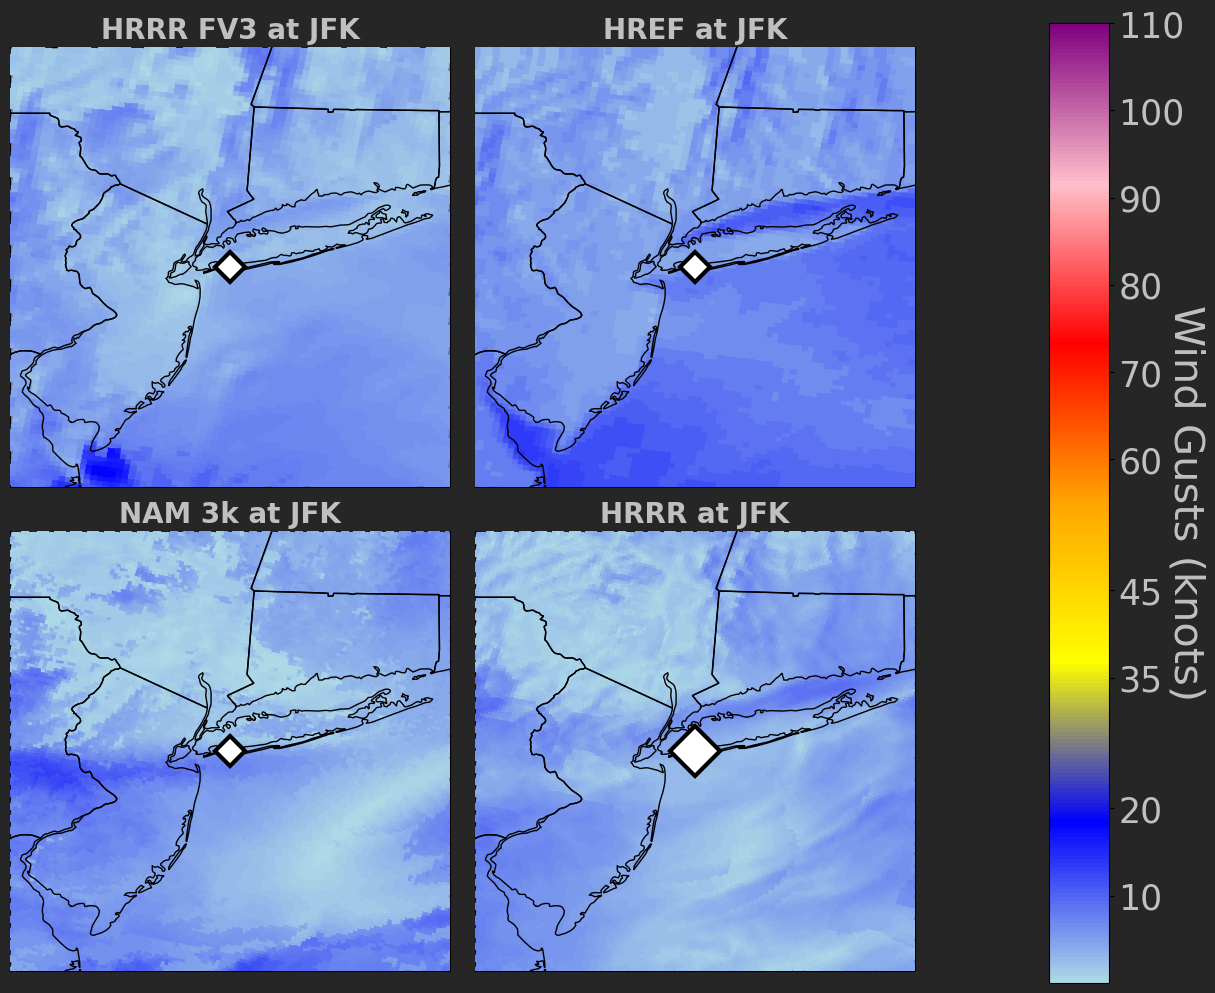 HRRR FV3 at JFK
HREF at JFK
NAM 3k at JFK
HRRR at JFK
110
100
90
80
70
60
45
35
20
10
Wind Gusts (knots)